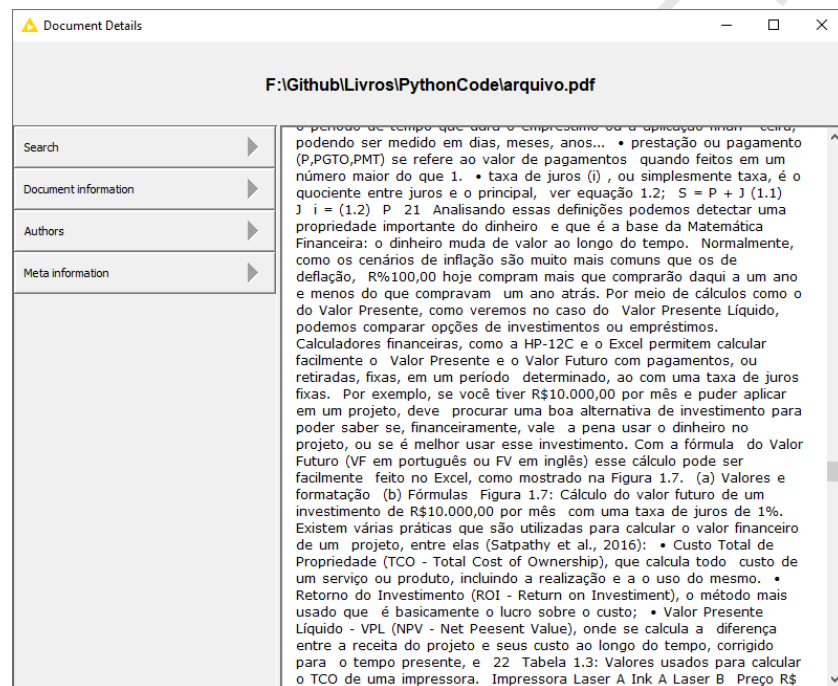 Document Details
F:\Github\Livros\PythonCode\arquivo.pdf
Search
Document information
Authors
Meta information
o período de tempo que dura o empréstimo ou a aplicação finan ceira,
podendo ser medido em dias, meses, anos... • prestação ou pagamento
(P,PGTO,PMT) se refere ao valor de pagamentos quando feitos em um
número maior do que 1. • taxa de juros (i) , ou simplesmente taxa, é o
quociente entre juros e o principal, ver equação 1.2; S = P + J (1.1)
J i = (1.2) P 21 Analisando essas definições podemos detectar uma
propriedade importante do dinheiro e que é a base da Matemática
Financeira: o dinheiro muda de valor ao longo do tempo. Normalmente,
como os cenários de inflação são muito mais comuns que os de
deflação, R%100,00 hoje compram mais que comprarão daqui a um ano
e menos do que compravam um ano atrás. Por meio de cálculos como o
do Valor Presente, como veremos no caso do Valor Presente Líquido,
podemos comparar opções de investimentos ou empréstimos.
Calculadores financeiras, como a HP-12C e o Excel permitem calcular
facilmente o Valor Presente e o Valor Futuro com pagamentos, ou
retiradas, fixas, em um período determinado, ao com uma taxa de juros
fixas. Por exemplo, se você tiver R$10.000,00 por mês e puder aplicar
em um projeto, deve procurar uma boa alternativa de investimento para
poder saber se, financeiramente, vale a pena usar o dinheiro no
projeto, ou se é melhor usar esse investimento. Com a fórmula do Valor
Futuro (VF em português ou FV em inglês) esse cálculo pode ser
facilmente feito no Excel, como mostrado na Figura 1.7. (a) Valores e
formatação (b) Fórmulas Figura 1.7: Cálculo do valor futuro de um
investimento de R$10.000,00 por mês com uma taxa de juros de 1%.
Existem várias práticas que são utilizadas para calcular o valor financeiro
de um projeto, entre elas (Satpathy et al., 2016): • Custo Total de
Propriedade (TCO - Total Cost of Ownership), que calcula todo custo de
um serviço ou produto, incluindo a realização e a o uso do mesmo. •
Retorno do Investimento (ROI - Return on Investiment), o método mais
usado que é basicamente o lucro sobre o custo; • Valor Presente
Líquido - VPL (NPV - Net Peesent Value), onde se calcula a diferença
entre a receita do projeto e seus custo ao longo do tempo, corrigido
para o tempo presente, e 22 Tabela 1.3: Valores usados para calcular
o TCO de uma impressora. Impressora Laser A Ink A Laser B Preço R$